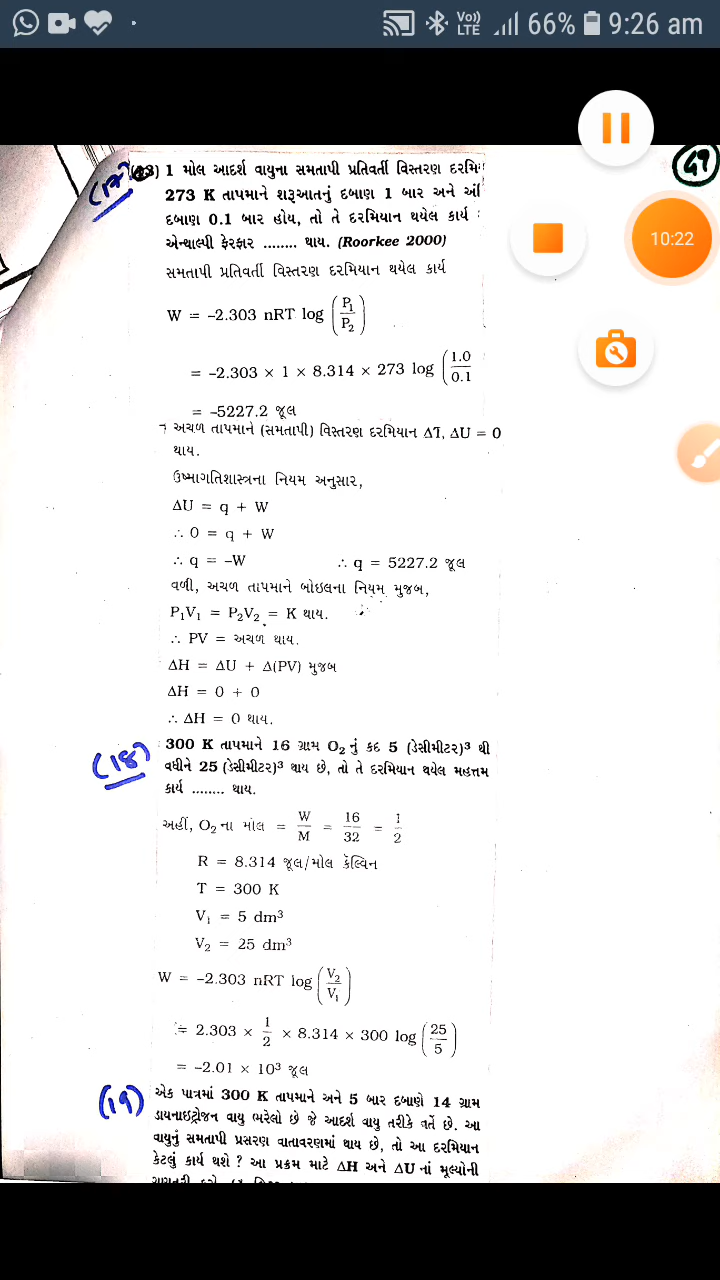 Vo)) LTE 66% 9:26 am
49
10:22
(17) 1 મોલ આદર્શ વાયુના સમતાપી પ્રતિવર્તી વિસ્તરણ
273 K તાપમાને શરૂઆતનું દબાણ 1 બાર અને
દબાણ 0.1 બાર હોય, તો તે દરમિયાન થયેલ કાર્ય
એન્થાલ્પી ફેરફાર ........ થાય. (Roorkee 2000)
સમતાપી પ્રતિવર્તી વિસ્તરણ દરમિયાન થયેલ કાર્ય
W = –2.303 nRT log (P₁/P₂)
= –2.303 × 1 × 8.314 × 273 log (1.0/0.1
= –5227.2 જૂલ
અચળ તાપમાને (સમતાપી) વિસ્તરણ દરમિયાન ΔT, ΔU = 0
થાય.
ઉષ્માગતિશાસ્ત્રના નિયમ અનુસાર,
ΔU = q + W
∴ 0 = q + W
∴ q = –W ∴ q = 5227.2 જૂલ
વળી, અચળ તાપમાને બોઇલના નિયમ મુજબ,
P₁V₁ = P₂V₂ = K થાય.
∴ PV = અચળ થાય.
ΔH = ΔU + Δ(PV) મુજબ
ΔH = 0 + 0
∴ ΔH = 0 થાય.
(18) 300 K તાપમાને 16 ગ્રામ O₂ નું કદ 5 (ડેસીમીટર)³ થી
વધીને 25 (ડેસીમીટર)³ થાય છે, તો તે દરમિયાન થયેલ મહત્તમ
કાર્ય ........ થાય.
અહીં, O₂ ના મોલ = W/M = 16/32 = 1/2
R = 8.314 જૂલ/મોલ કૅલ્વિન
T = 300 K
V₁ = 5 dm³
V₂ = 25 dm³
W = –2.303 nRT log (V₂/V₁)
= 2.303 × 1/2 × 8.314 × 300 log (25/5)
= –2.01 × 10³ જૂલ
(19) એક પાત્રમાં 300 K તાપમાને અને 5 બાર દબાણે 14 ગ્રામ
ડાયનાઇટ્રોજન વાયુ ભરેલો છે જે આદર્શ વાયુ તરીકે વર્તે છે. આ
વાયુનું સમતાપી પ્રસરણ વાતાવરણમાં થાય છે, તો આ દરમિયાન
કેટલું કાર્ય થશે ? આ પ્રક્રમ માટે ΔH અને ΔU નાં મૂલ્યોની